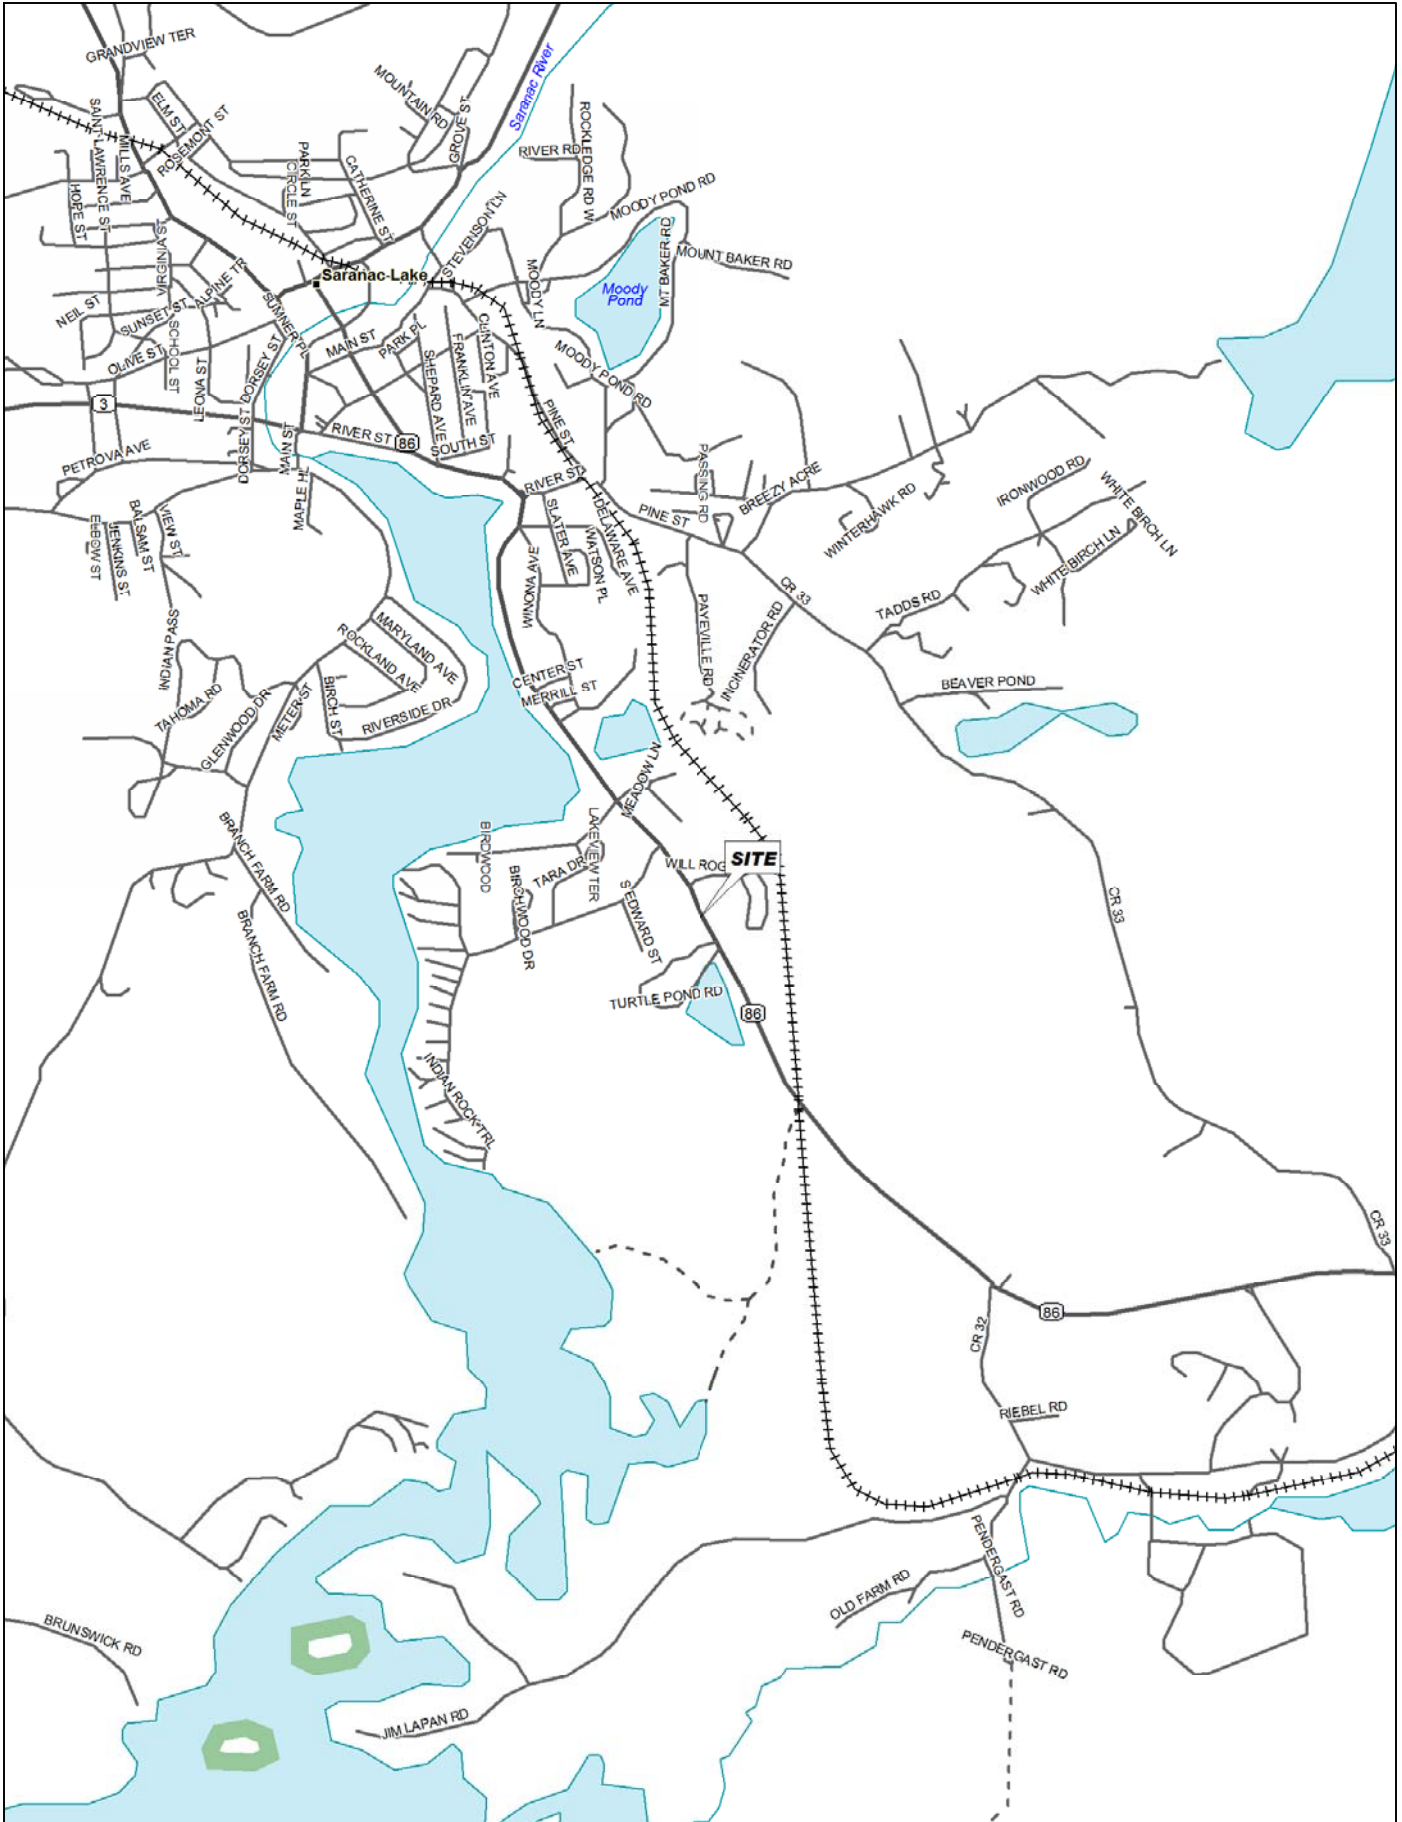 GRANDVIEW TER
Saranac River
MOUNTAIN RD
ELM ST
ROSEMONT ST
SAINT LAWRENCE ST
MILLS AVE
GROVE ST
ROCKLEDGE RD W
RIVER RD
PARK LN
CIRCLE ST
CATHERINE ST
HOPE ST
MOODY POND RD
STEVENSON LN
VIRGINIA ST
MT BAKER RD
MOUNT BAKER RD
ALPINE TR
Saranac Lake
MOODY LN
Moody
Pond
NEIL ST
SUNSET ST
SUMNER PL
SCHOOL ST
OLIVE ST
MAIN ST
PARK PL
CLINTON AVE
FRANKLIN AVE
SHEPARD AVE
MOODY POND RD
LEONA ST
DORSEY ST
DORSEY ST
3
PINE ST
RIVER ST
86
SOUTH ST
MAIN ST
PETROVA AVE
PASSING RD
BREEZY ACRE
RIVER ST
MAPLE HL
IRONWOOD RD
WHITE BIRCH LN
WINTERHAWK RD
PINE ST
DELAWARE AVE
SLATER AVE
WATSON PL
VIEW ST
BALSAM ST
JENKINS ST
ELBOW ST
WINONA AVE
WHITE BIRCH LN
CR 33
TADDS RD
PAYEVILLE RD
INCINERATOR RD
INDIAN PASS
MARYLAND AVE
ROCKLAND AVE
CENTER ST
MERRILL ST
BEAVER POND
TAHOMA RD
BIRCH ST
RIVERSIDE DR
METER ST
GLENWOOD DR
MEADOW LN
BRANCH FARM RD
BIRDWOOD
LAKEVIEW TER
TARA DR
BIRCHWOOD DR
WILL ROG
SITE
S EDWARD ST
CR 33
BRANCH FARM RD
TURTLE POND RD
86
INDIAN ROCK TRL
CR 33
86
CR 32
RIEBEL RD
PENDERGAST RD
OLD FARM RD
BRUNSWICK RD
PENDERGAST RD
JIM LAPAN RD